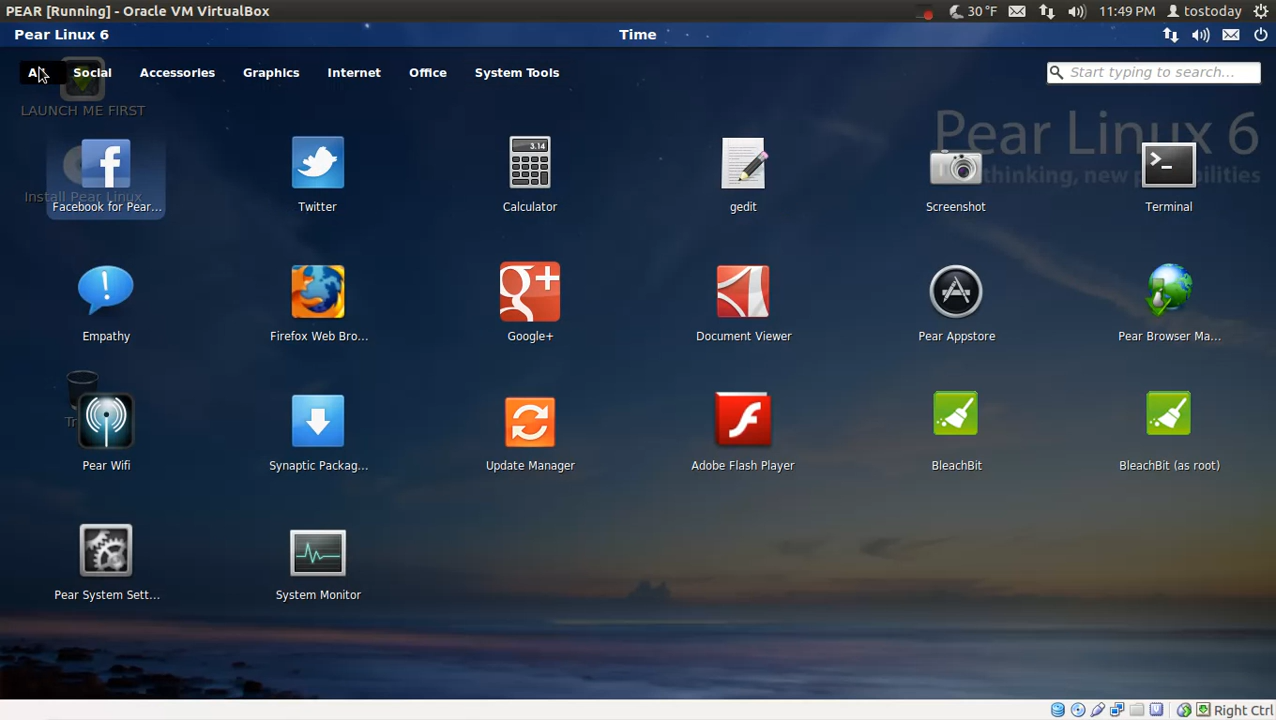 PEAR [Running] - Oracle VM VirtualBox
30 °F
11:49 PM
tostoday
Pear Linux 6
Time
Social
Accessories
Graphics
Internet
Office
System Tools
Start typing to search...
LAUNCH ME FIRST
Pear Linux 6
thinking, new possibilities
Install Pear Linux
Facebook for Pear...
Twitter
3.14
Calculator
gedit
Screenshot
Terminal
Empathy
Firefox Web Bro...
g+
Google+
Document Viewer
Pear Appstore
Pear Browser Ma...
Pear Wifi
Synaptic Packag...
Update Manager
Adobe Flash Player
BleachBit
BleachBit (as root)
Pear System Sett...
System Monitor
Right Ctrl